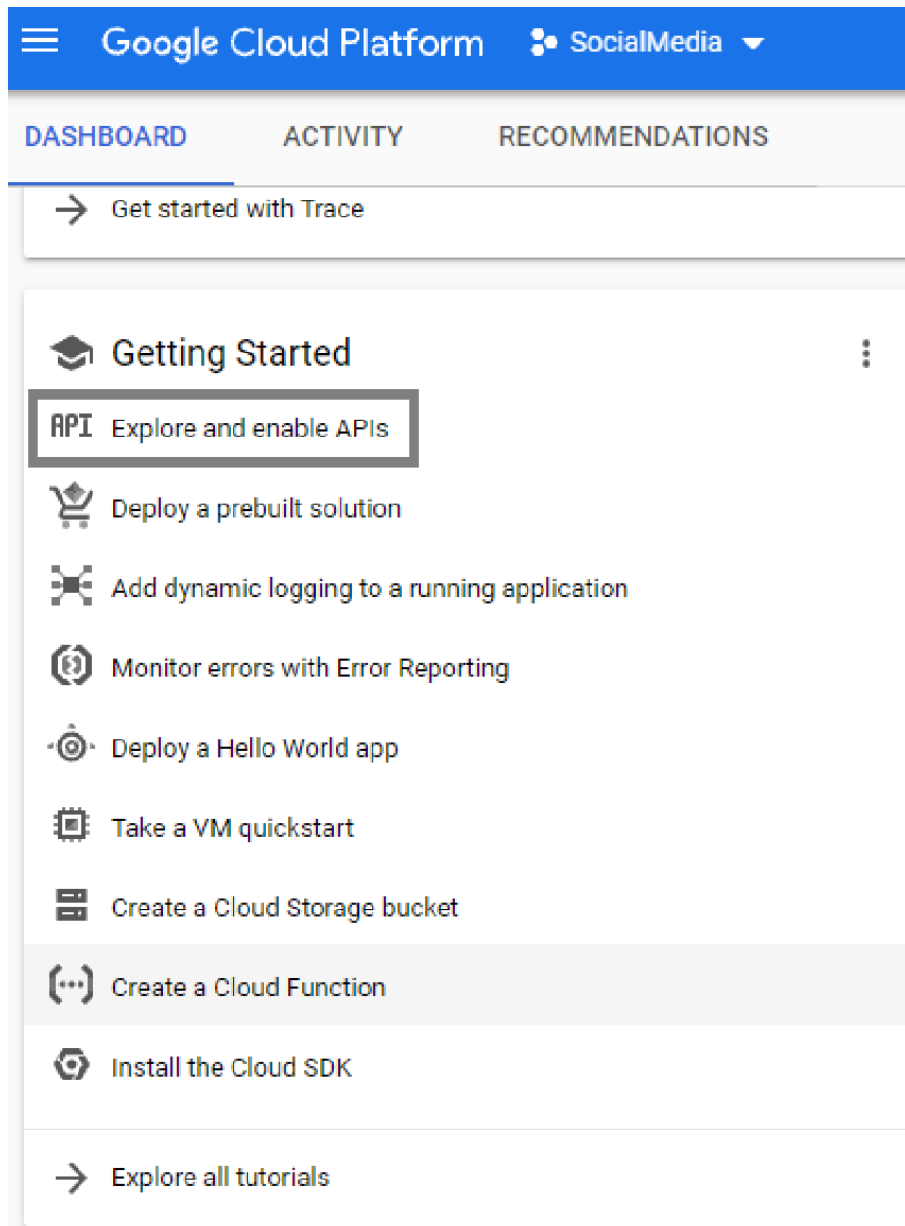 Google Cloud Platform SocialMedia
DASHBOARD ACTIVITY RECOMMENDATIONS
Get started with Trace
Getting Started
API Explore and enable APIs
Deploy a prebuilt solution
Add dynamic logging to a running application
Monitor errors with Error Reporting
Deploy a Hello World app
Take a VM quickstart
Create a Cloud Storage bucket
Create a Cloud Function
Install the Cloud SDK
Explore all tutorials